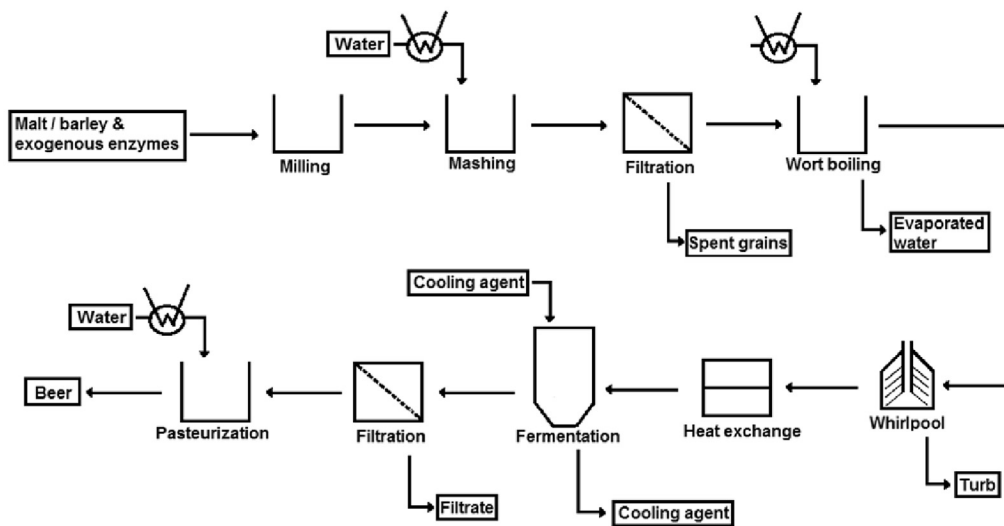 Water
Malt / barley &
exogenous enzymes
Milling
Mashing
Filtration
Wort boiling
Spent grains
Evaporated
water
Cooling agent
Water
Beer
Pasteurization
Filtration
Fermentation
Heat exchange
Whirlpool
Filtrate
Cooling agent
Turb